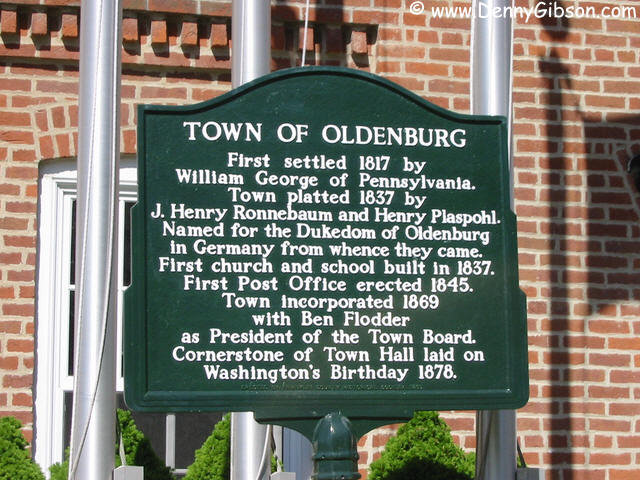 © www.DennyGibson.com
TOWN OF OLDENBURG
First settled 1817 by
William George of Pennsylvania.
Town platted 1837 by
J. Henry Ronnebaum and Henry Plaspohl.
Named for the Dukedom of Oldenburg
in Germany from whence they came.
First church and school built in 1837.
First Post Office erected 1845.
Town incorporated 1869
with Ben Flodder
as President of the Town Board.
Cornerstone of Town Hall laid on
Washington's Birthday 1878.